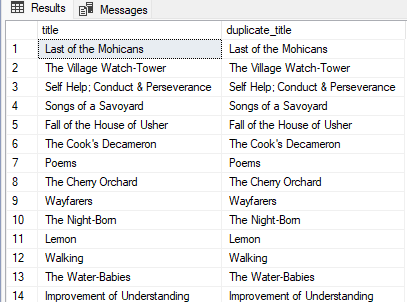 Results Messages
title duplicate_title
1 Last of the Mohicans Last of the Mohicans
2 The Village Watch-Tower The Village Watch-Tower
3 Self Help; Conduct & Perseverance Self Help; Conduct & Perseverance
4 Songs of a Savoyard Songs of a Savoyard
5 Fall of the House of Usher Fall of the House of Usher
6 The Cook's Decameron The Cook's Decameron
7 Poems Poems
8 The Cherry Orchard The Cherry Orchard
9 Wayfarers Wayfarers
10 The Night-Born The Night-Born
11 Lemon Lemon
12 Walking Walking
13 The Water-Babies The Water-Babies
14 Improvement of Understanding Improvement of Understanding